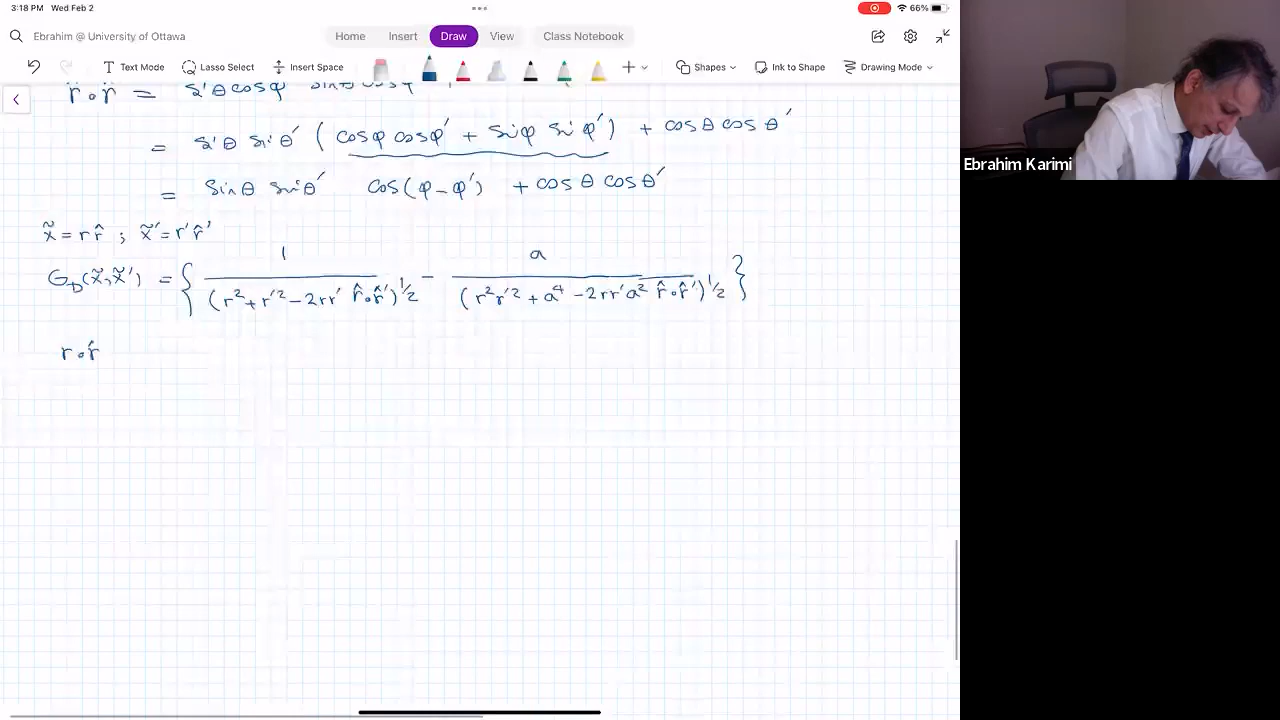 3:18 PM Wed Feb 2
66%
Ebrahim @ University of Ottawa
Home Insert Draw View Class Notebook
Text Mode Lasso Select Insert Space Shapes Ink to Shape Drawing Mode
r̂∘r̂ =
= sinθ sinθ′ (cosφ cosφ′ + sinφ sinφ′) + cosθ cosθ′
= sinθ sinθ′ cos(φ-φ′) + cosθ cosθ′
x̃ = r r̂ ; x̃′ = r′ r̂′
G_D(x̃, x̃′) = { 1/(r² + r′² - 2rr′ r̂∘r̂′)^1/2 - a/(r²r′² + a⁴ - 2rr′a² r̂∘r̂′)^1/2 }
r∘r̂
Ebrahim Karimi